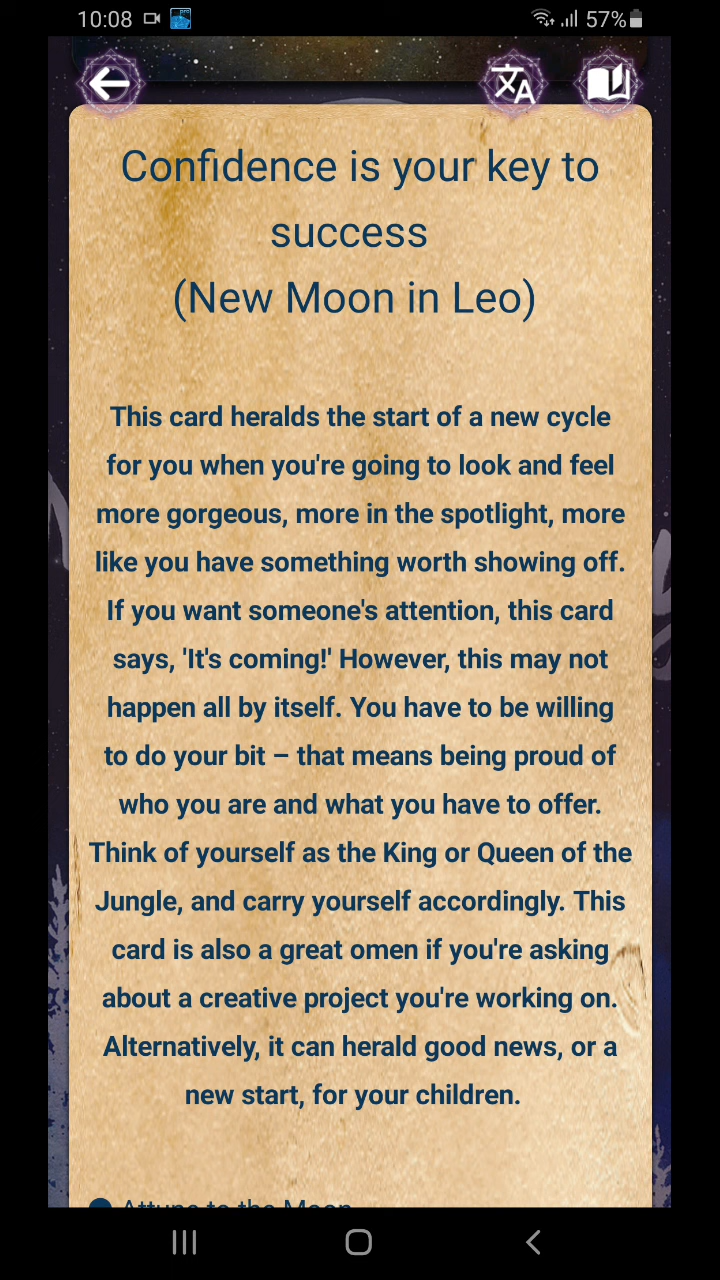 10:08
57%
Confidence is your key to
success
(New Moon in Leo)
This card heralds the start of a new cycle
for you when you're going to look and feel
more gorgeous, more in the spotlight, more
like you have something worth showing off.
If you want someone's attention, this card
says, 'It's coming!' However, this may not
happen all by itself. You have to be willing
to do your bit – that means being proud of
who you are and what you have to offer.
Think of yourself as the King or Queen of the
Jungle, and carry yourself accordingly. This
card is also a great omen if you're asking
about a creative project you're working on.
Alternatively, it can herald good news, or a
new start, for your children.
Attune to the Moon